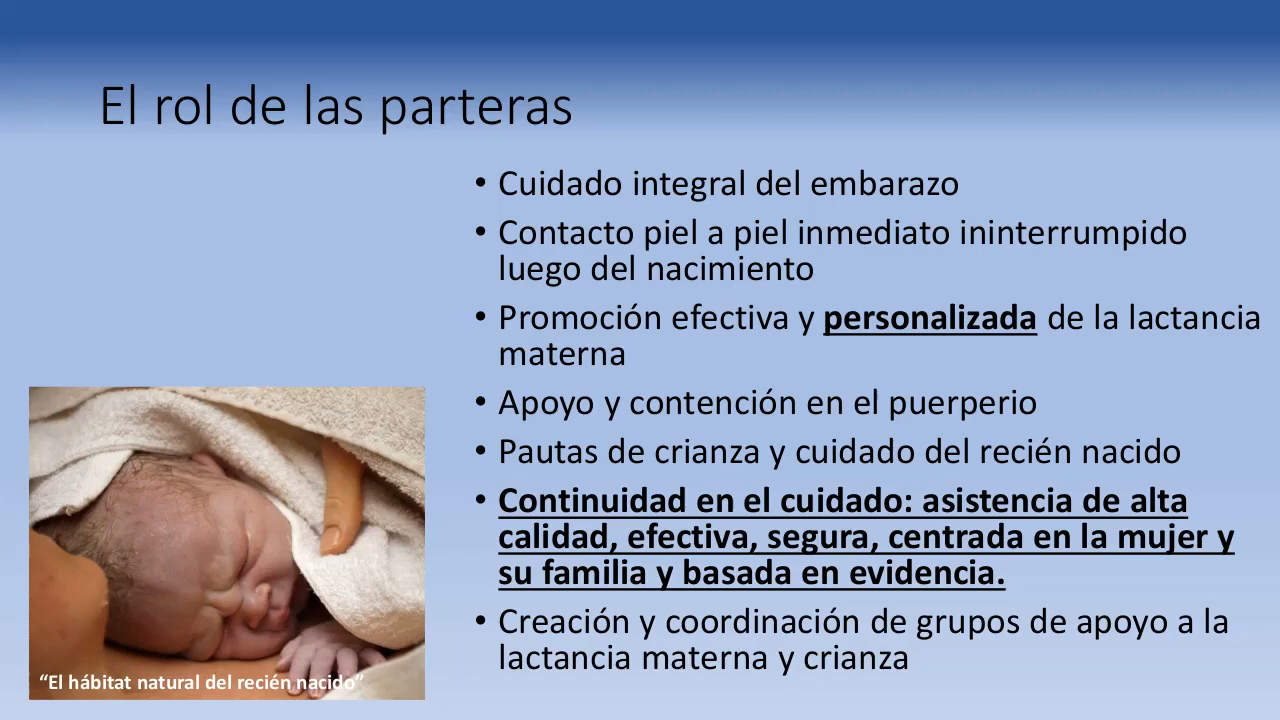 El rol de las parteras
• Cuidado integral del embarazo
• Contacto piel a piel inmediato ininterrumpido
luego del nacimiento
• Promoción efectiva y personalizada de la lactancia
materna
• Apoyo y contención en el puerperio
• Pautas de crianza y cuidado del recién nacido
• Continuidad en el cuidado: asistencia de alta
calidad, efectiva, segura, centrada en la mujer y
su familia y basada en evidencia.
• Creación y coordinación de grupos de apoyo a la
lactancia materna y crianza
“El hábitat natural del recién nacido”